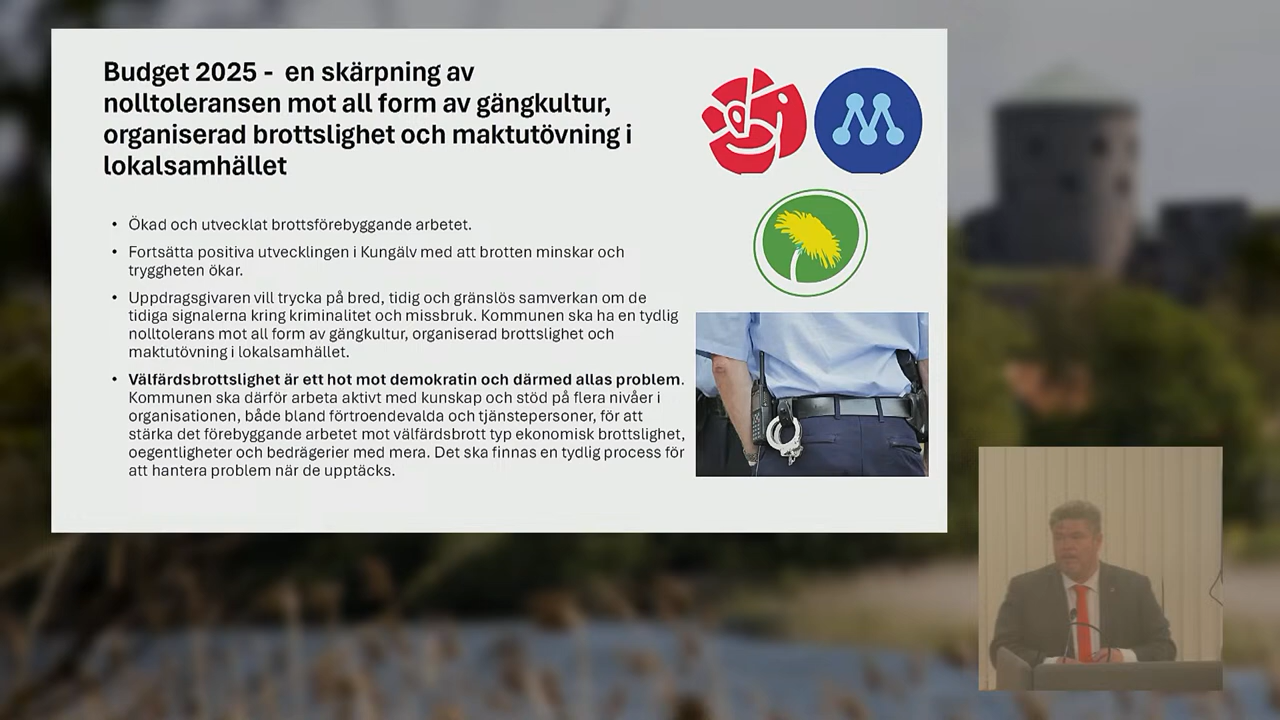 Budget 2025 -  en skärpning av
nolltoleransen mot all form av gängkultur,
organiserad brottslighet och maktutövning i
lokalsamhället
• Ökad och utvecklat brottsförebyggande arbetet.
• Fortsätta positiva utvecklingen i Kungälv med att brotten minskar och
tryggheten ökar.
• Uppdragsgivaren vill trycka på bred, tidig och gränslös samverkan om de
tidiga signalerna kring kriminalitet och missbruk. Kommunen ska ha en tydlig
nolltolerans mot all form av gängkultur, organiserad brottslighet och
maktutövning i lokalsamhället.
• Välfärdsbrottslighet är ett hot mot demokratin och därmed allas problem.
Kommunen ska därför arbeta aktivt med kunskap och stöd på flera nivåer i
organisationen, både bland förtroendevalda och tjänstepersoner, för att
stärka det förebyggande arbetet mot välfärdsbrott typ ekonomisk brottslighet,
oegentligheter och bedrägerier med mera. Det ska finnas en tydlig process för
att hantera problem när de upptäcks.
M